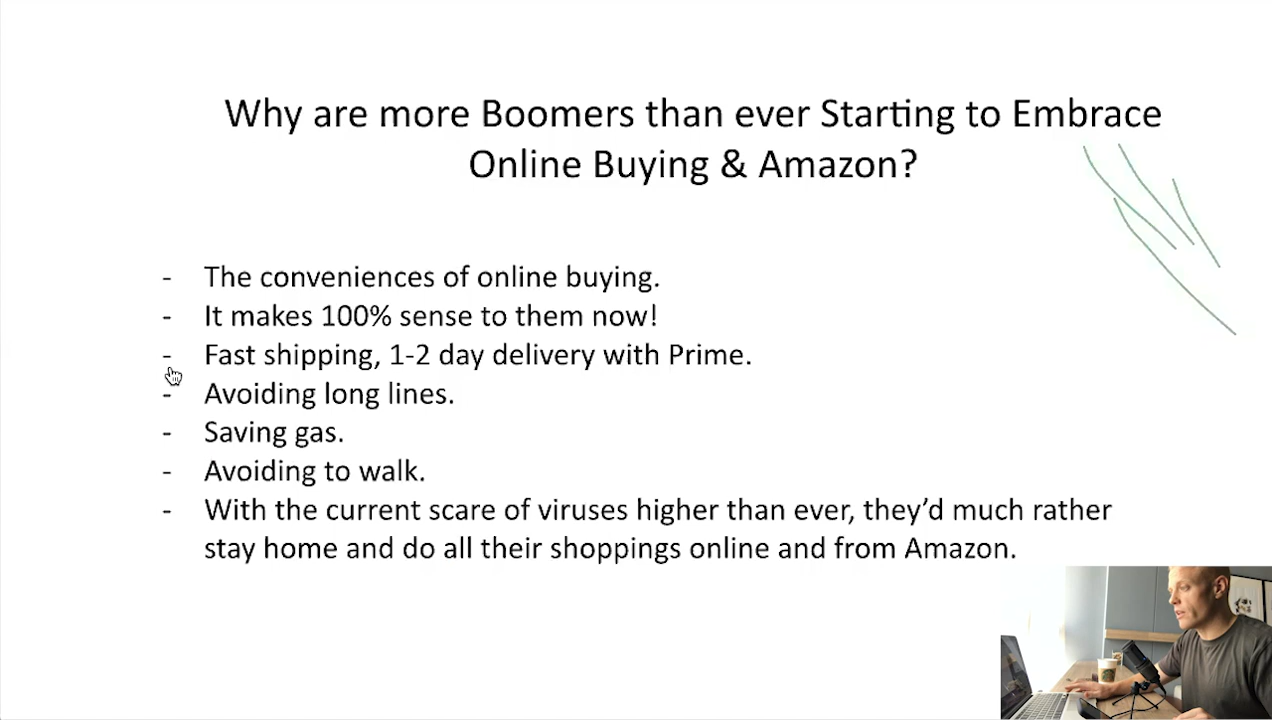 Why are more Boomers than ever Starting to Embrace
Online Buying & Amazon?
- The conveniences of online buying.
- It makes 100% sense to them now!
- Fast shipping, 1-2 day delivery with Prime.
- Avoiding long lines.
- Saving gas.
- Avoiding to walk.
- With the current scare of viruses higher than ever, they’d much rather
stay home and do all their shoppings online and from Amazon.